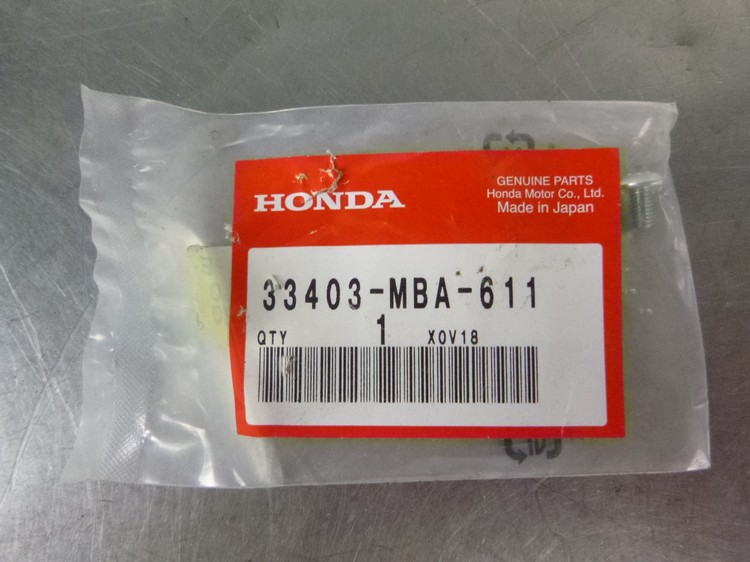 HONDA
GENUINE PARTS
Honda Motor Co., Ltd.
Made in Japan
33403-MBA-611
QTY 1 X0V18